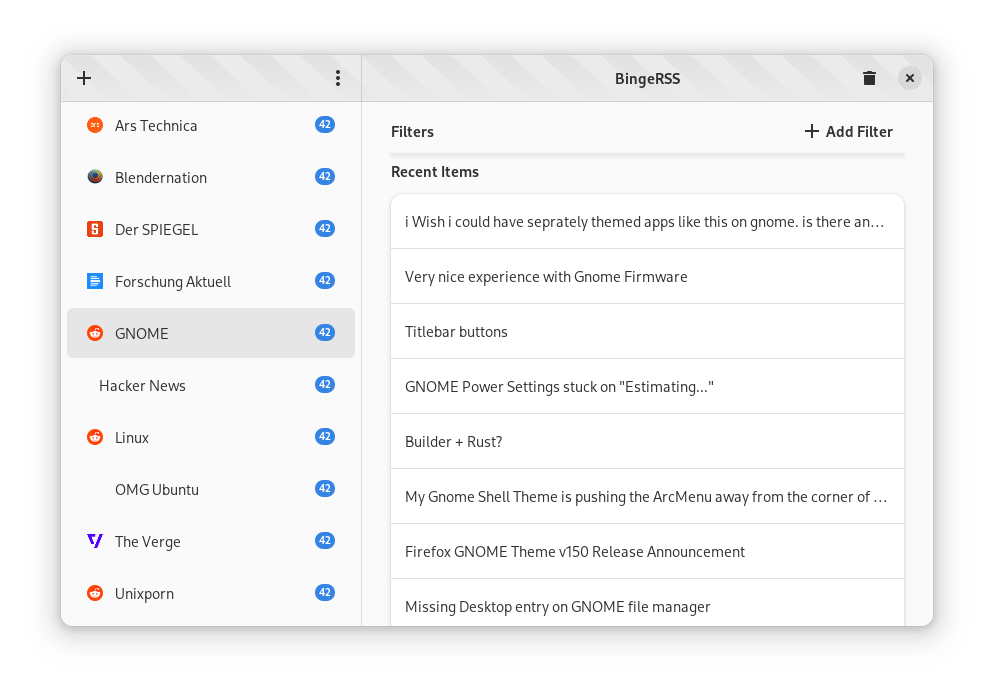 BingeRSS
Ars Technica 42
Blendernation 42
Der SPIEGEL 42
Forschung Aktuell 42
GNOME 42
Hacker News 42
Linux 42
OMG Ubuntu 42
The Verge 42
Unixporn 42
Filters
Add Filter
Recent Items
i Wish i could have seprately themed apps like this on gnome. is there an…
Very nice experience with Gnome Firmware
Titlebar buttons
GNOME Power Settings stuck on "Estimating..."
Builder + Rust?
My Gnome Shell Theme is pushing the ArcMenu away from the corner of …
Firefox GNOME Theme v150 Release Announcement
Missing Desktop entry on GNOME file manager